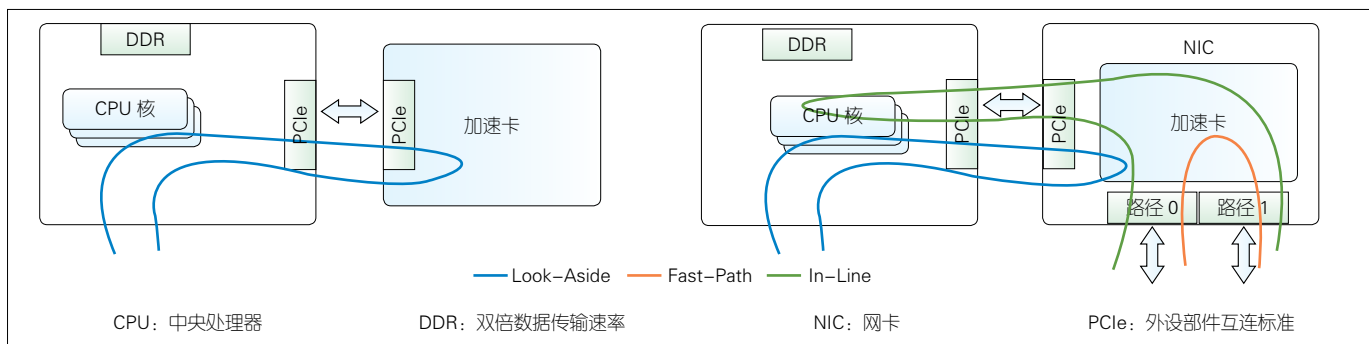 DDR
CPU 核
PCIe
PCIe
加速卡
DDR
CPU 核
PCIe
PCIe
NIC
加速卡
路径 0
路径 1
Look-Aside
Fast-Path
In-Line
CPU：中央处理器
DDR：双倍数据传输速率
NIC：网卡
PCIe：外设部件互连标准